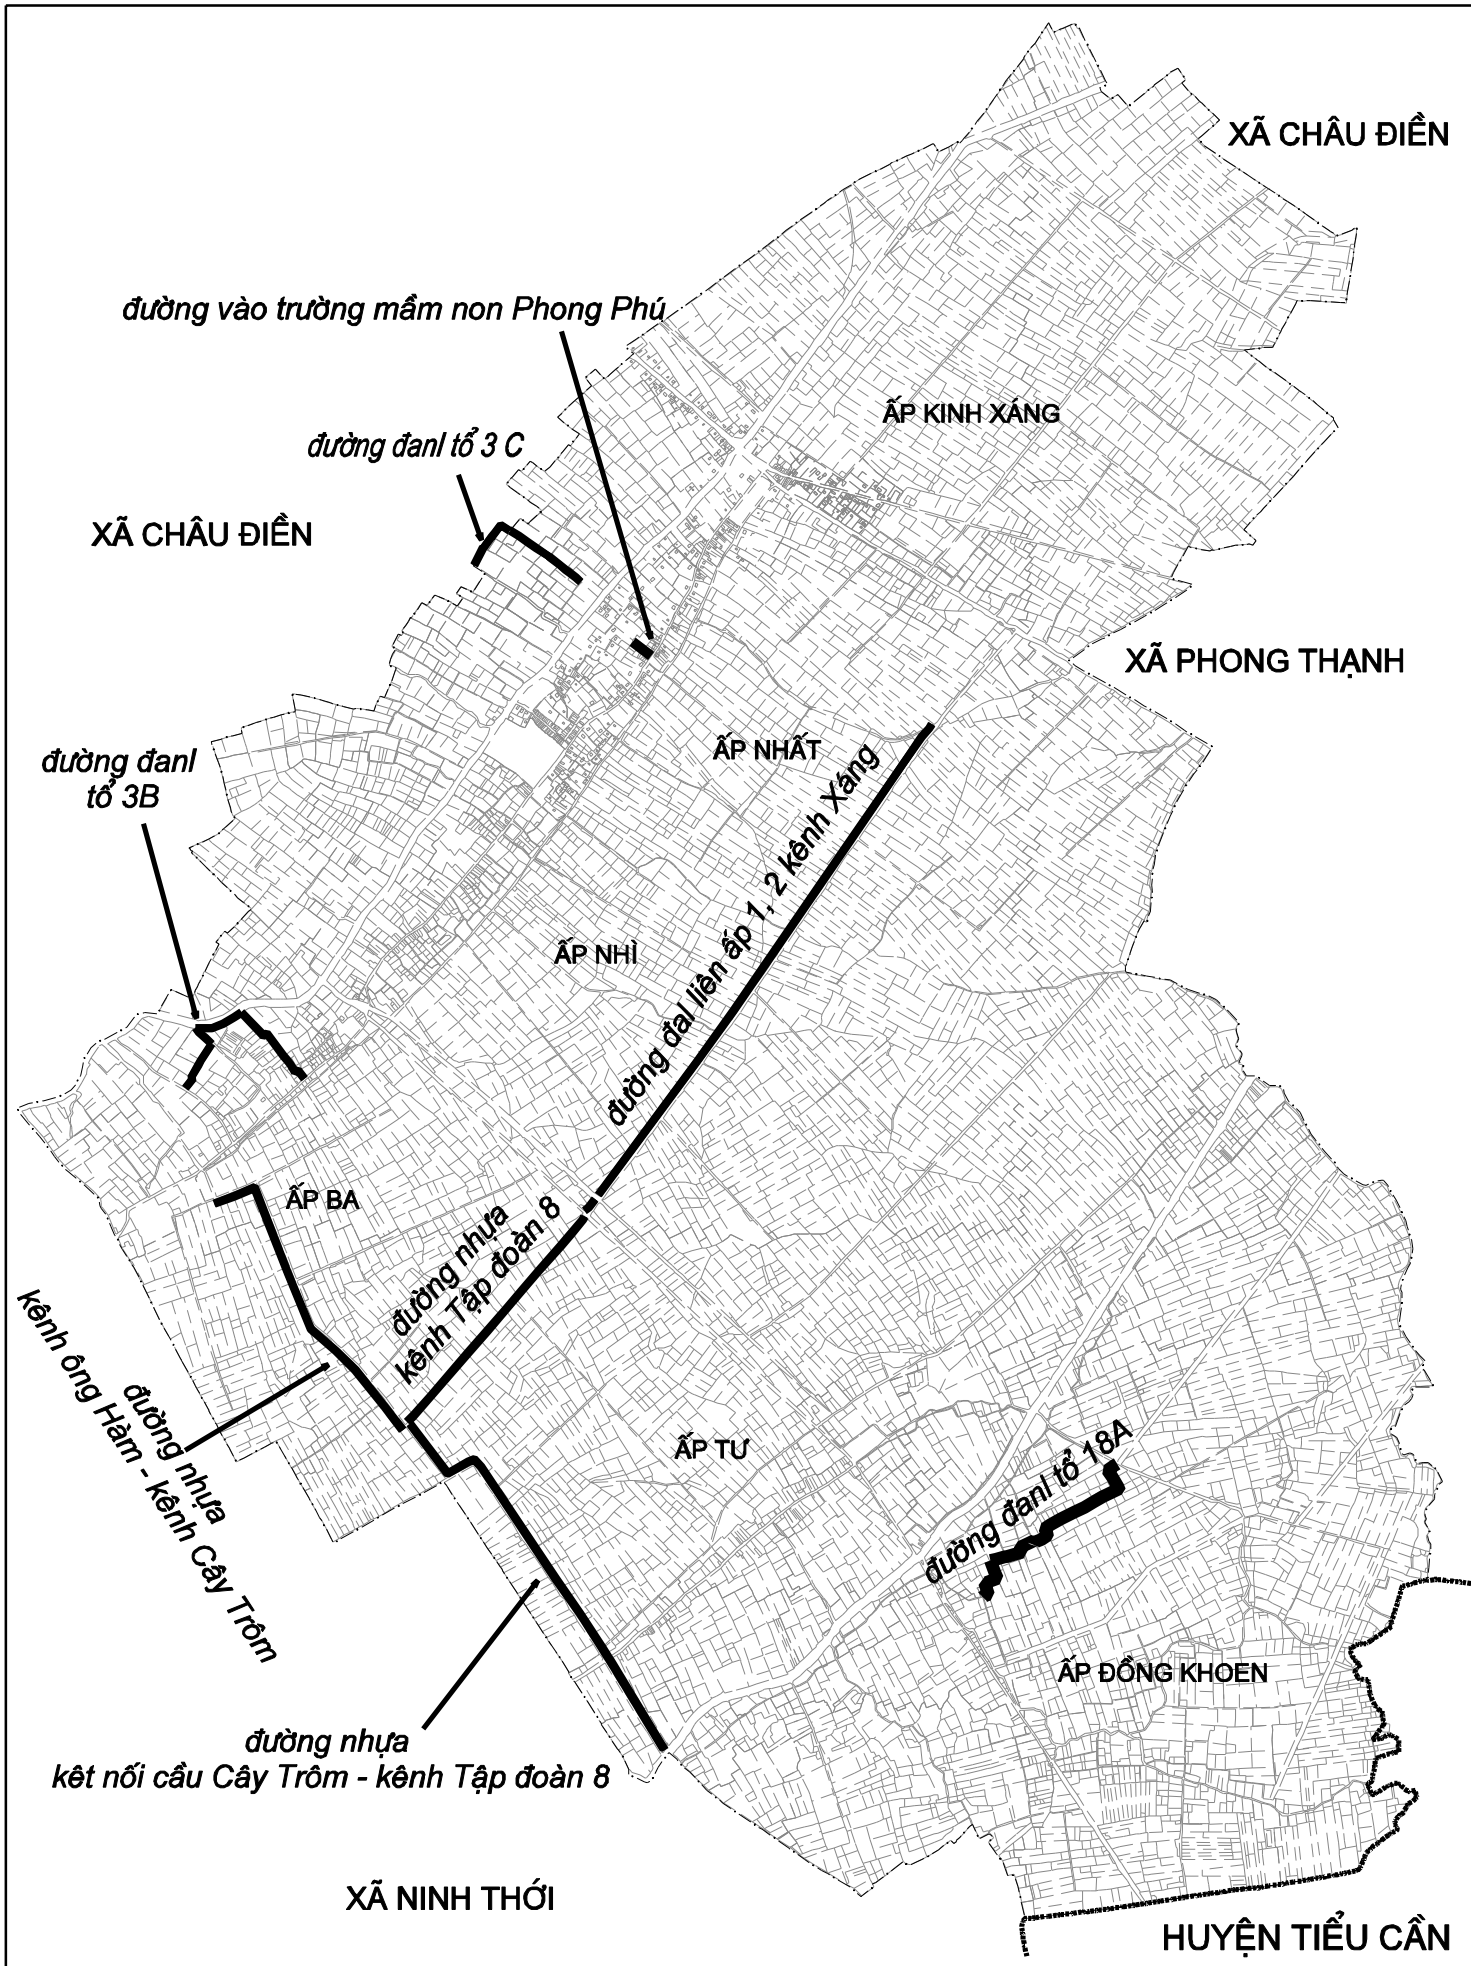 XÃ CHÂU ĐIỀN
đường vào trường mầm non Phong Phú
ẤP KINH XÁNG
đường đanl tổ 3 C
XÃ CHÂU ĐIỀN
XÃ PHONG THẠNH
ẤP NHẤT
đường đanl
tổ 3B
đường đal liên ấp 1, 2 kênh Xáng
ẤP NHÌ
ẤP BA
đường nhựa
kênh Tập đoàn 8
đường nhựa
kênh ông Hàm - kênh Cây Trôm
ẤP TƯ
đường đanl tổ 18A
ẤP ĐỒNG KHOEN
đường nhựa
kêt nối cầu Cây Trôm - kênh Tập đoàn 8
XÃ NINH THỚI
HUYỆN TIỂU CẦN